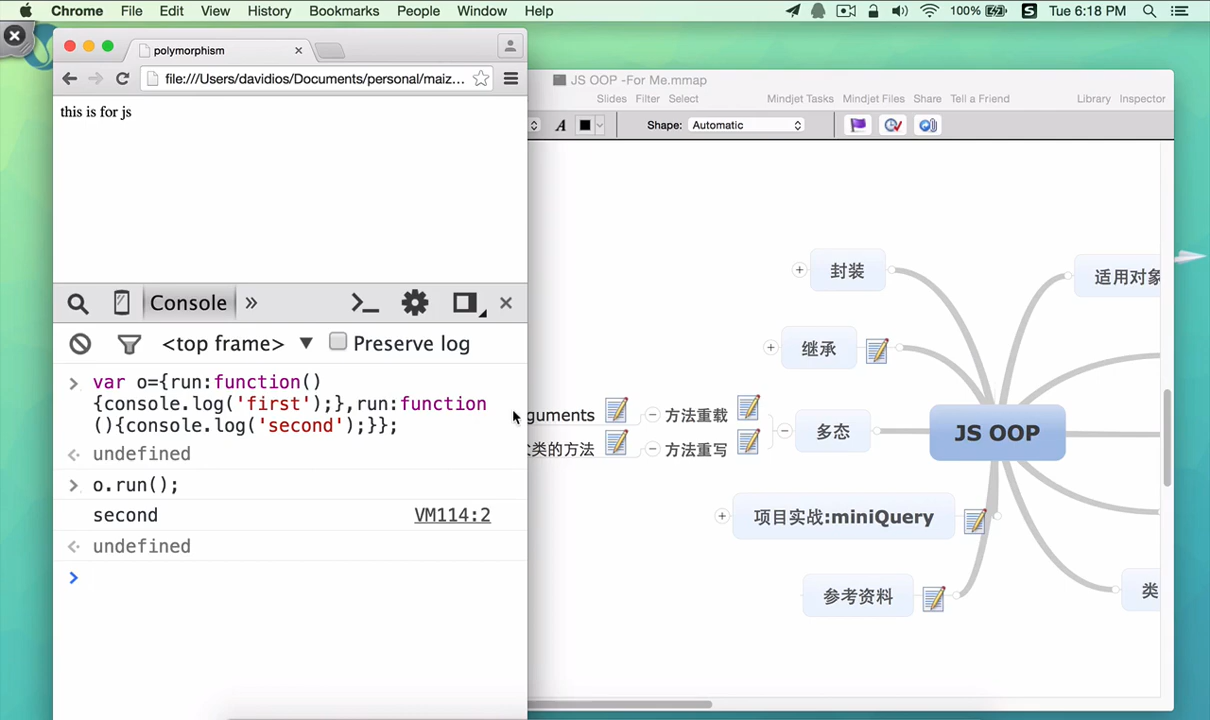 Chrome File Edit View History Bookmarks People Window Help 100% Tue 6:18 PM
polymorphism
file:///Users/davidios/Documents/personal/maiz...
this is for js
Console »
<top frame> ▼ Preserve log
> var o={run:function()
{console.log('first');},run:function
(){console.log('second');}};
undefined
> o.run();
second VM114:2
undefined
>
JS OOP -For Me.mmap
Slides Filter Select Mindjet Tasks Mindjet Files Share Tell a Friend Library Inspector
Shape: Automatic
封装
适用对象
继承
guments 方法重载
多态
JS OOP
类的方法 方法重写
项目实战:miniQuery
类
参考资料